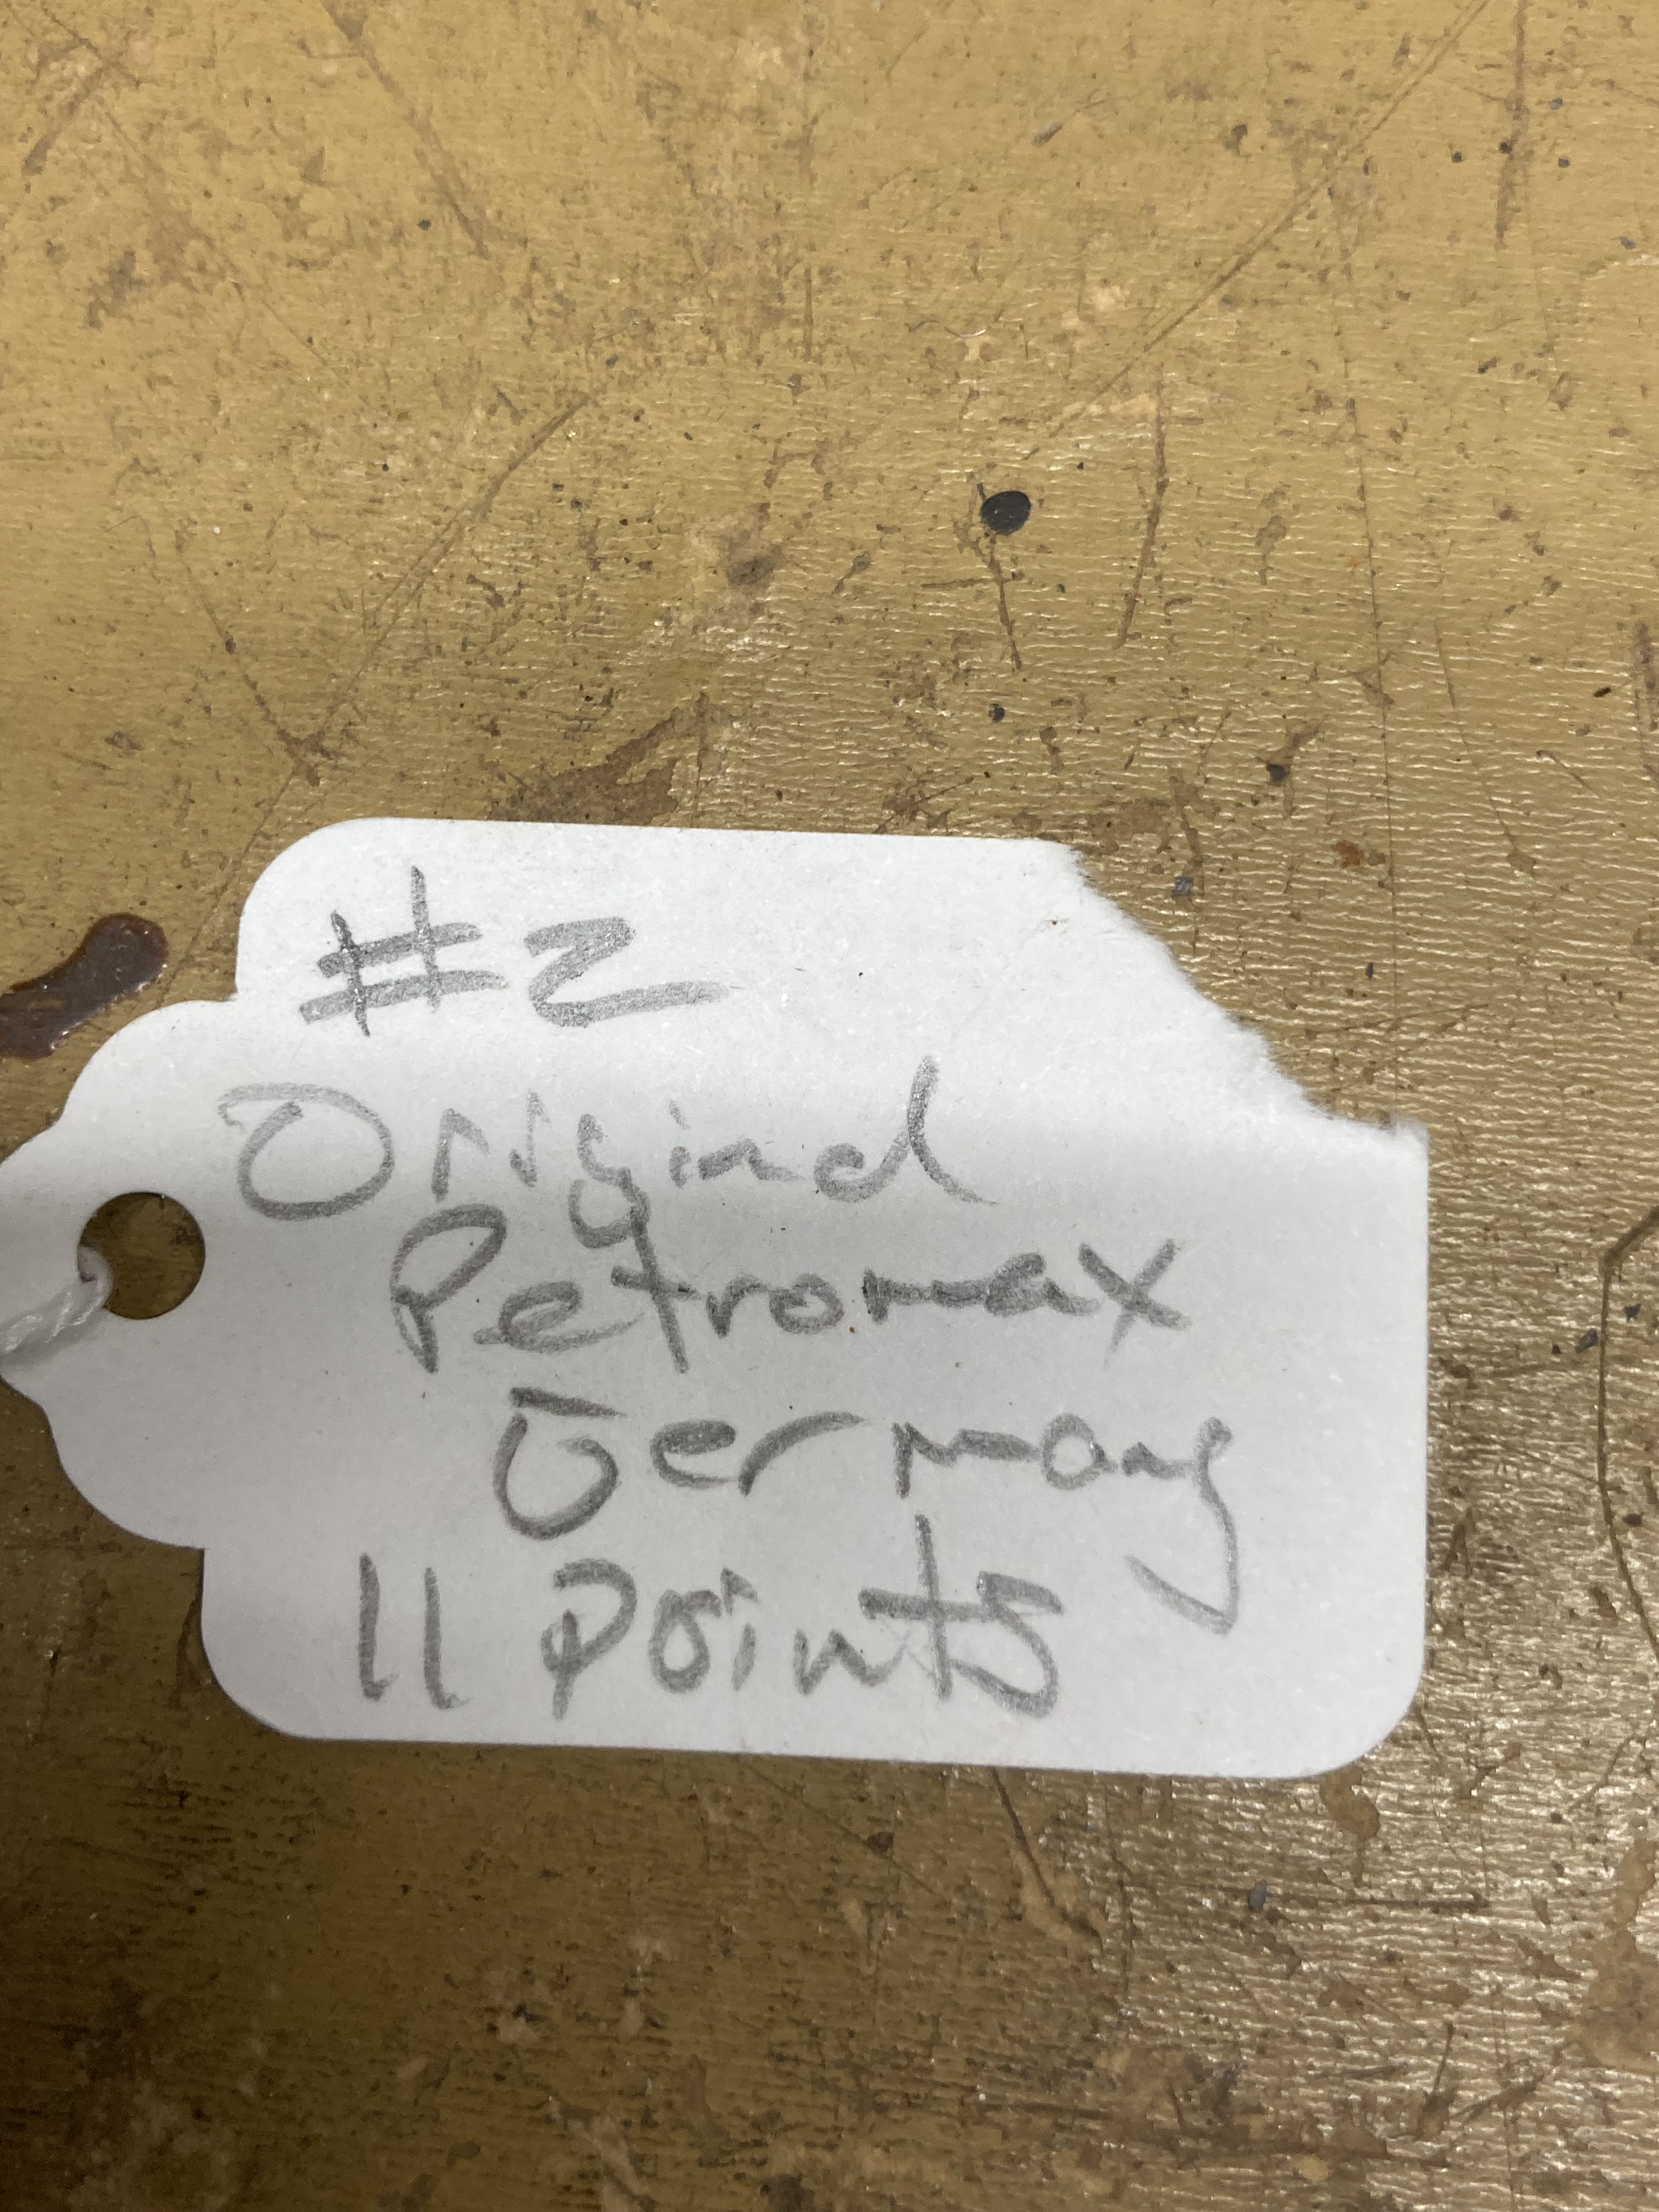 #2
Original
Petromax
Germany
11 Points